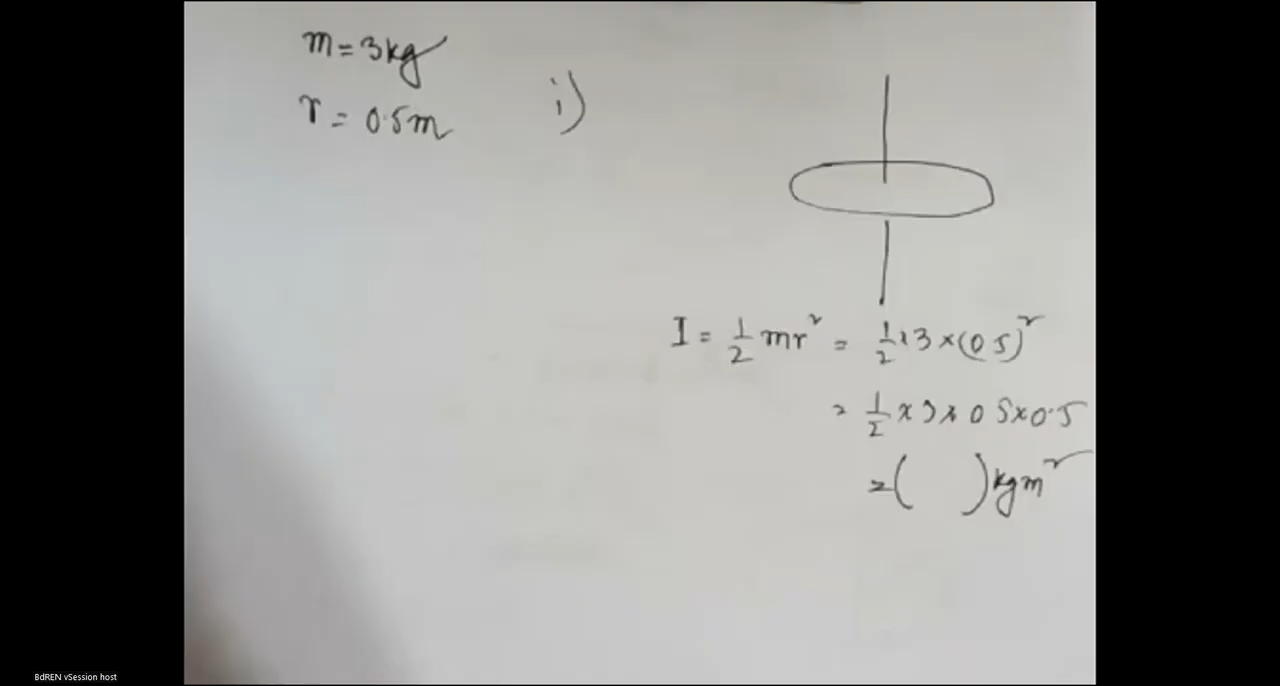 m = 3kg
r = 0.5m
i)
I = 1/2 mr² = 1/2 × 3 × (0.5)²
= 1/2 × 3 × 0.5 × 0.5
= ( ) kgm²
BdREN vSession host